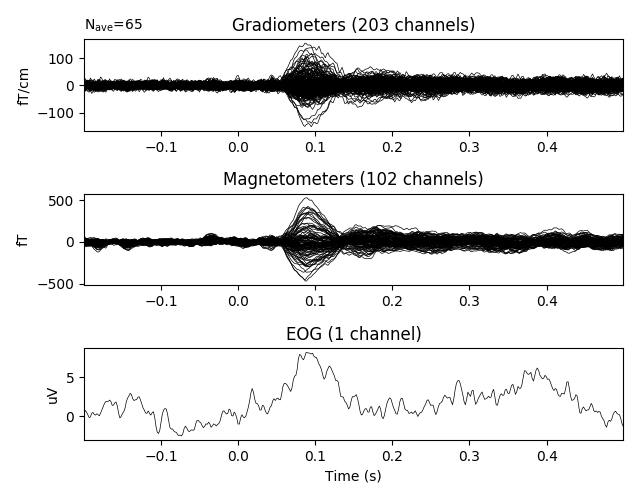 N_ave=65
Gradiometers (203 channels)
fT/cm
100
0
−100
−0.1 0.0 0.1 0.2 0.3 0.4
Magnetometers (102 channels)
fT
500
0
−500
−0.1 0.0 0.1 0.2 0.3 0.4
EOG (1 channel)
uV
5
0
−0.1 0.0 0.1 0.2 0.3 0.4
Time (s)